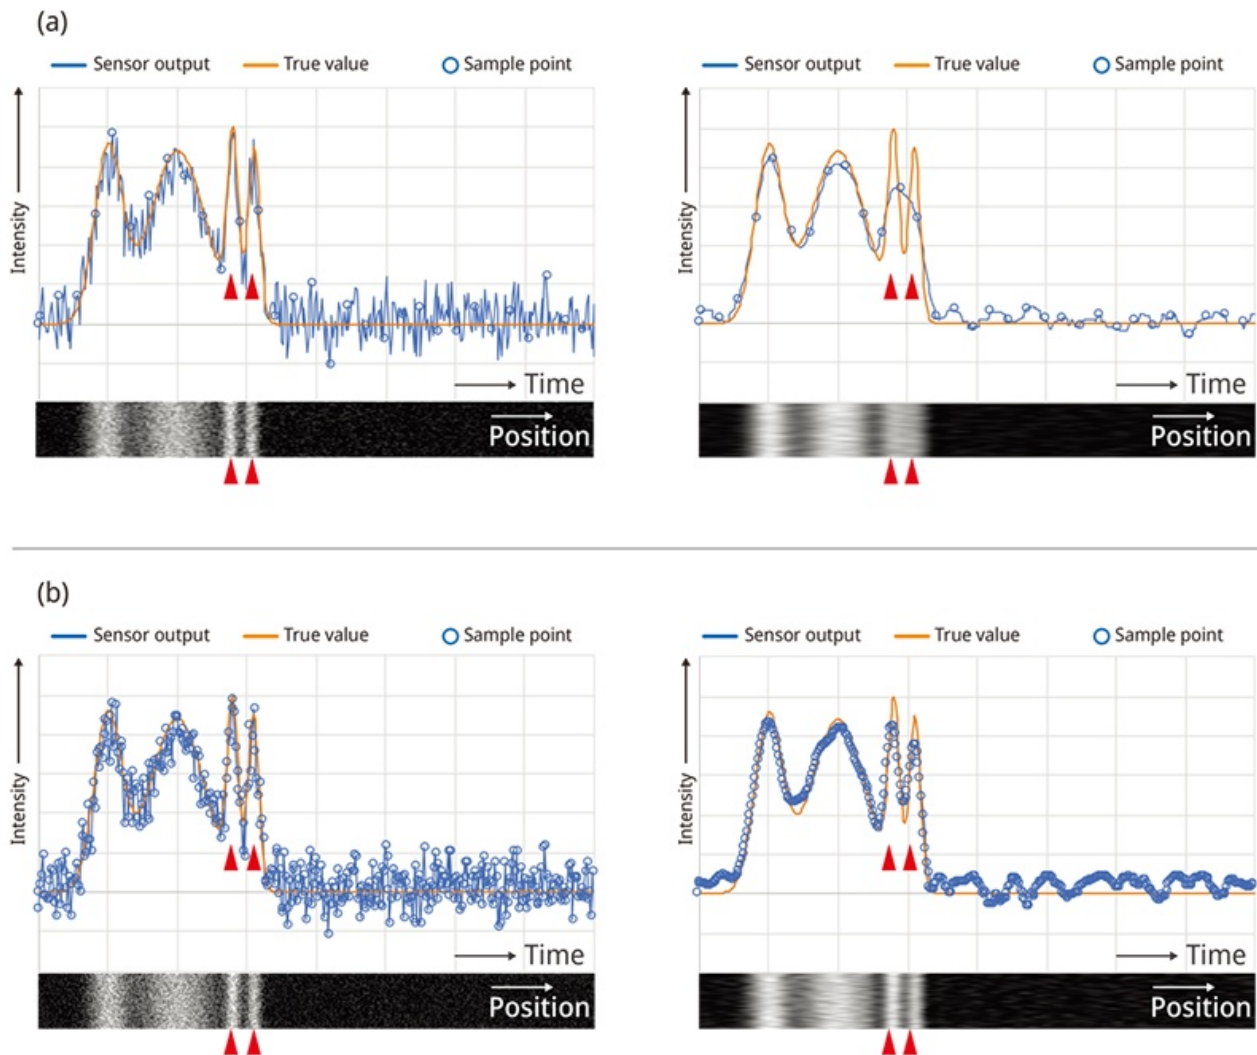 (a)
Sensor output True value Sample point
Sensor output True value Sample point
Intensity
Intensity
Time
Time
Position
Position
(b)
Sensor output True value Sample point
Sensor output True value Sample point
Intensity
Intensity
Time
Time
Position
Position